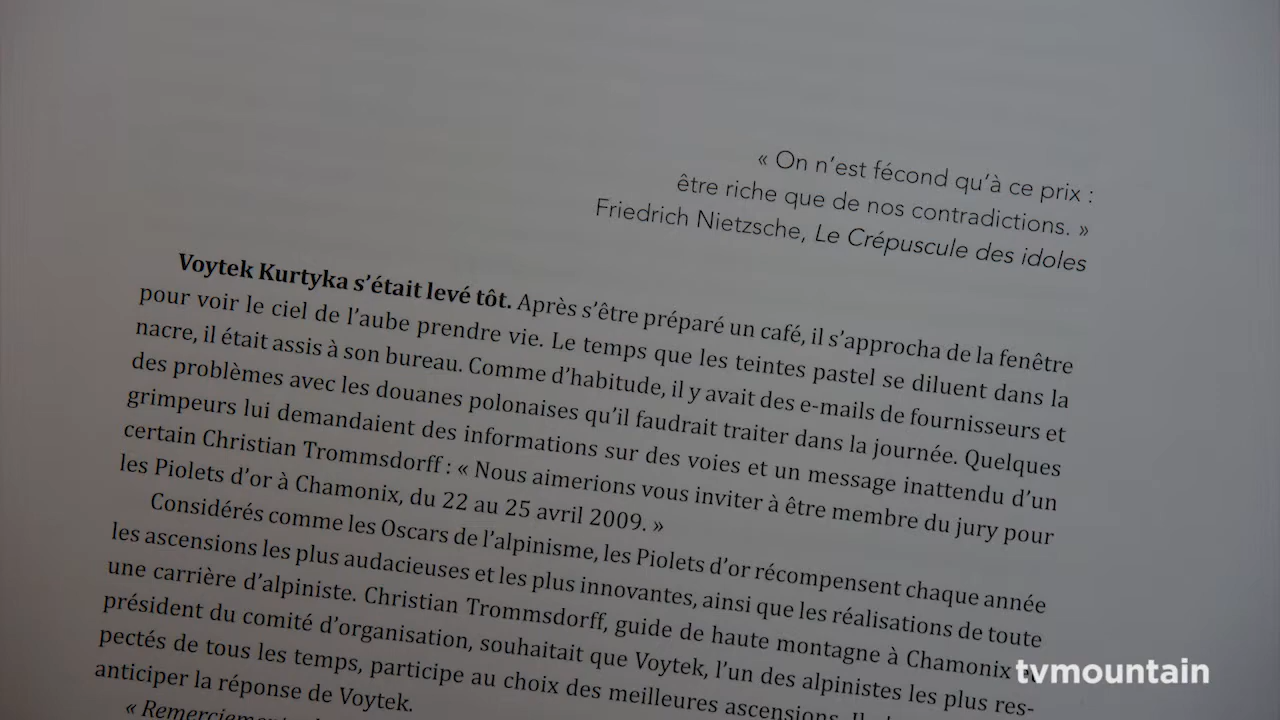 « On n’est fécond qu’à ce prix :
être riche que de nos contradictions. »
Friedrich Nietzsche, Le Crépuscule des idoles
Voytek Kurtyka s’était levé tôt. Après s’être préparé un café, il s’approcha de la fenêtre
pour voir le ciel de l’aube prendre vie. Le temps que les teintes pastel se diluent dans la
nacre, il était assis à son bureau. Comme d’habitude, il y avait des e-mails de fournisseurs et
des problèmes avec les douanes polonaises qu’il faudrait traiter dans la journée. Quelques
grimpeurs lui demandaient des informations sur des voies et un message inattendu d’un
certain Christian Trommsdorff : « Nous aimerions vous inviter à être membre du jury pour
les Piolets d’or à Chamonix, du 22 au 25 avril 2009. »
Considérés comme les Oscars de l’alpinisme, les Piolets d’or récompensent chaque année
les ascensions les plus audacieuses et les plus innovantes, ainsi que les réalisations de toute
une carrière d’alpiniste. Christian Trommsdorff, guide de haute montagne à Chamonix
président du comité d’organisation, souhaitait que Voytek, l’un des alpinistes les plus res-
pectés de tous les temps, participe au choix des meilleures ascensions.
anticiper la réponse de Voytek.
tvmountain